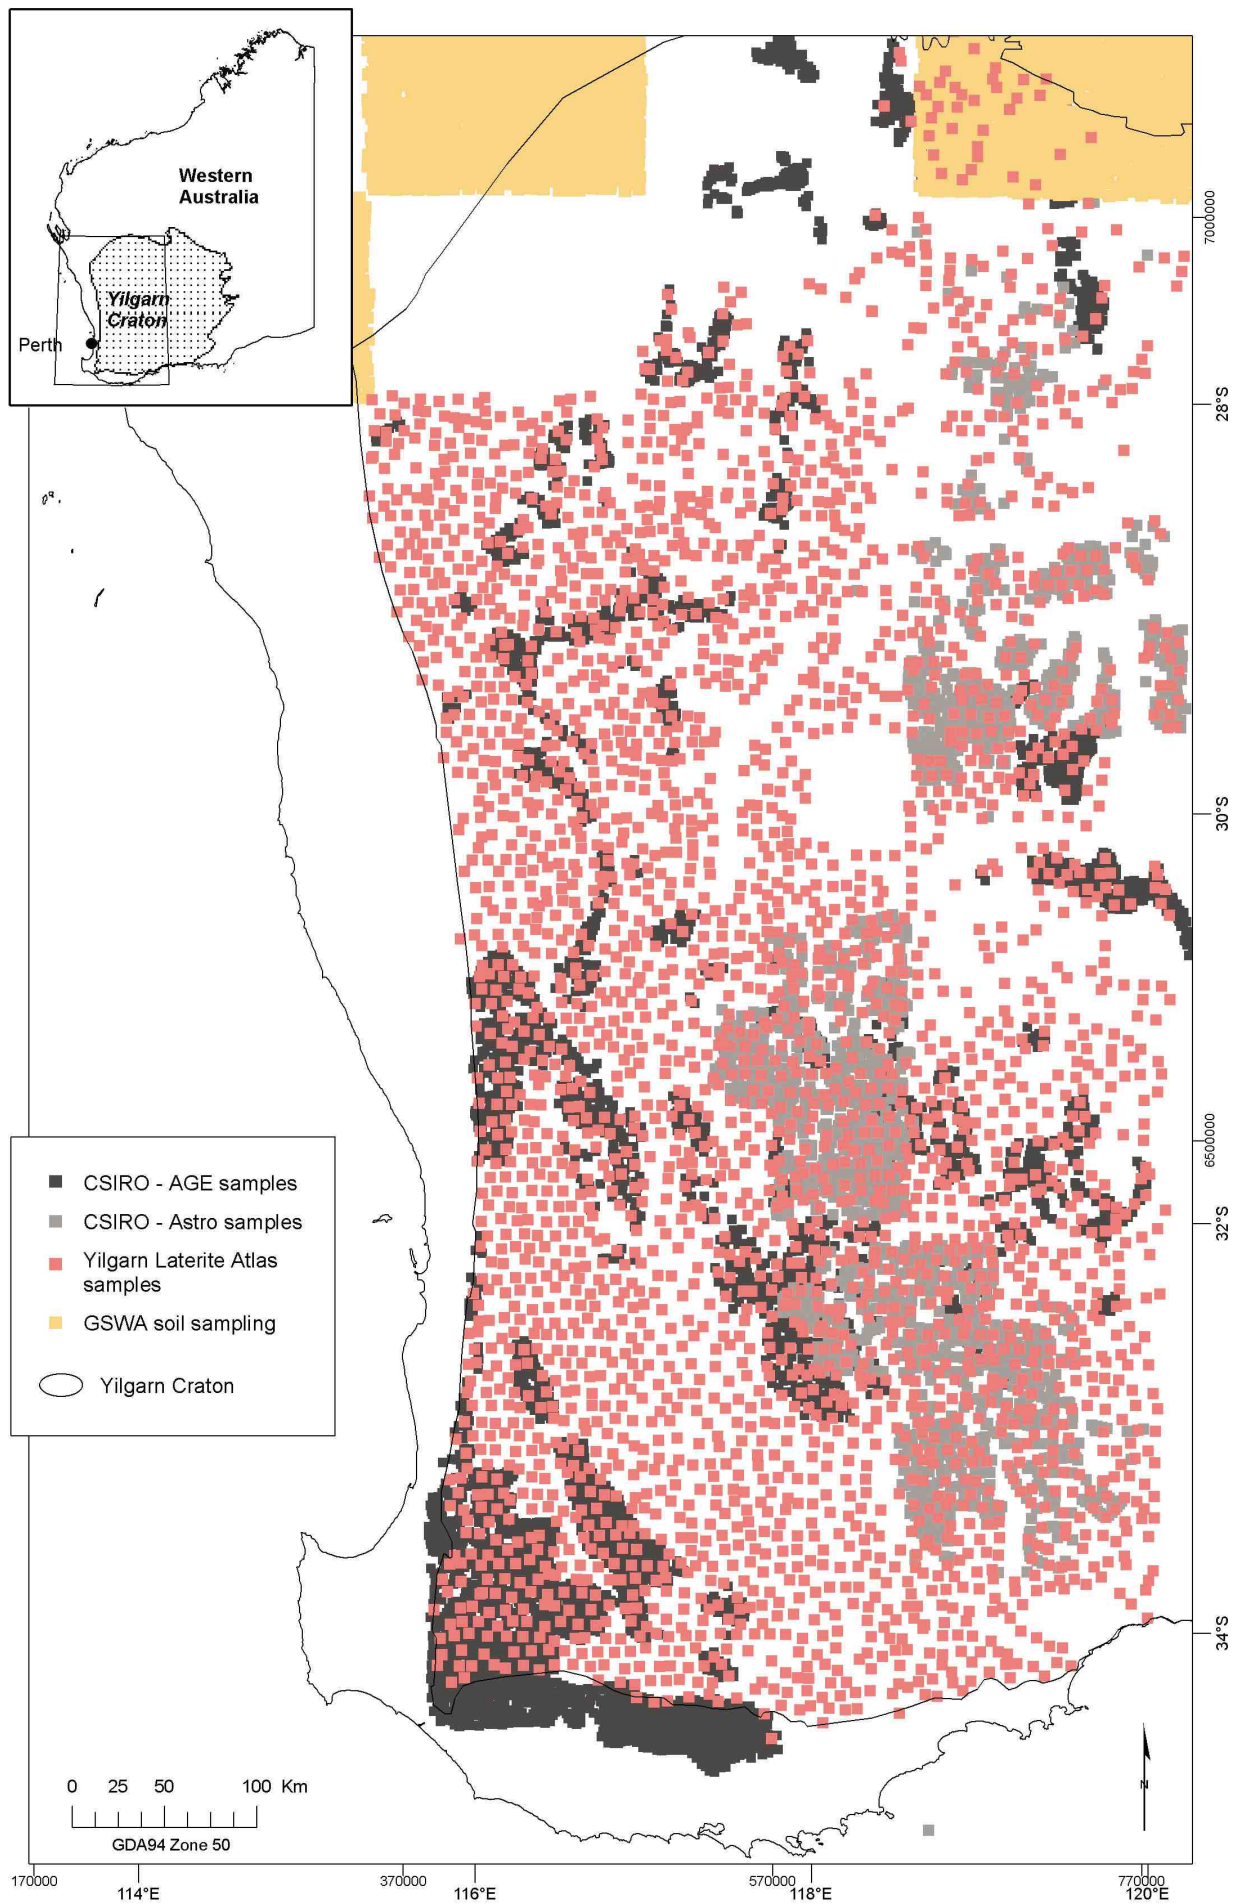 Western
Australia
Yilgarn
Craton
Perth
7000000
28°S
30°S
6500000
32°S
34°S
CSIRO - AGE samples
CSIRO - Astro samples
Yilgarn Laterite Atlas
samples
GSWA soil sampling
Yilgarn Craton
0 25 50 100 Km
GDA94 Zone 50
N
170000 370000 570000 770000
114°E 116°E 118°E 120°E